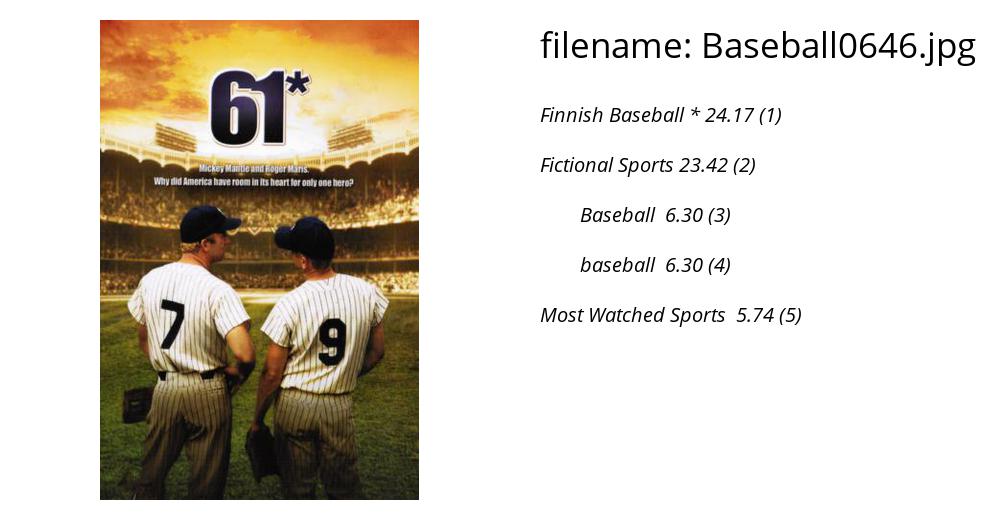 61*
Mickey Mantle and Roger Maris.
Why did America have room in its heart for only one hero?
7
9
filename: Baseball0646.jpg
Finnish Baseball * 24.17 (1)
Fictional Sports 23.42 (2)
Baseball 6.30 (3)
baseball 6.30 (4)
Most Watched Sports 5.74 (5)